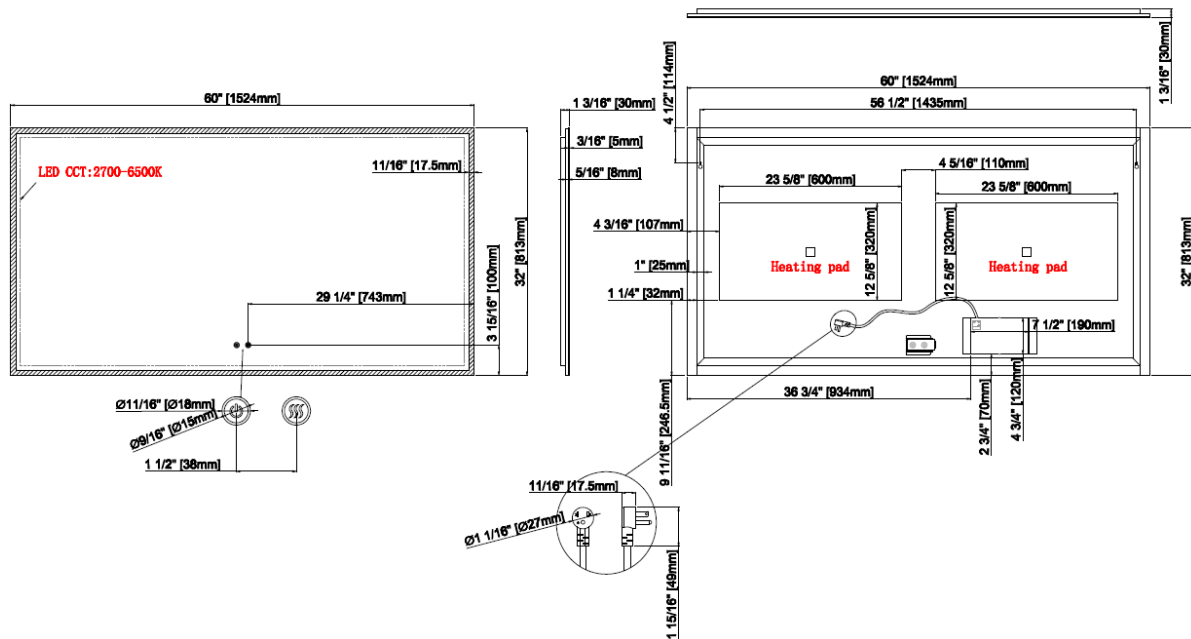 60" [1524mm]
LED CCT:2700-6500K
11/16" [17.5mm]
29 1/4" [743mm]
3 15/16" [100mm]
32" [813mm]
Ø11/16" [Ø18mm]
Ø9/16" [Ø15mm]
1 1/2" [38mm]
1 3/16" [30mm]
3/16" [5mm]
5/16" [8mm]
1 3/16" [30mm]
4 1/2" [114mm]
60" [1524mm]
56 1/2" [1435mm]
4 5/16" [110mm]
23 5/8" [600mm]
23 5/8" [600mm]
4 3/16" [107mm]
12 5/8" [320mm]
12 5/8" [320mm]
Heating pad
Heating pad
1" [25mm]
1 1/4" [32mm]
32" [813mm]
7 1/2" [190mm]
36 3/4" [934mm]
9 11/16" [246.5mm]
2 3/4" [70mm]
4 3/4" [120mm]
11/16" [17.5mm]
Ø1 1/16" [Ø27mm]
1 15/16" [49mm]